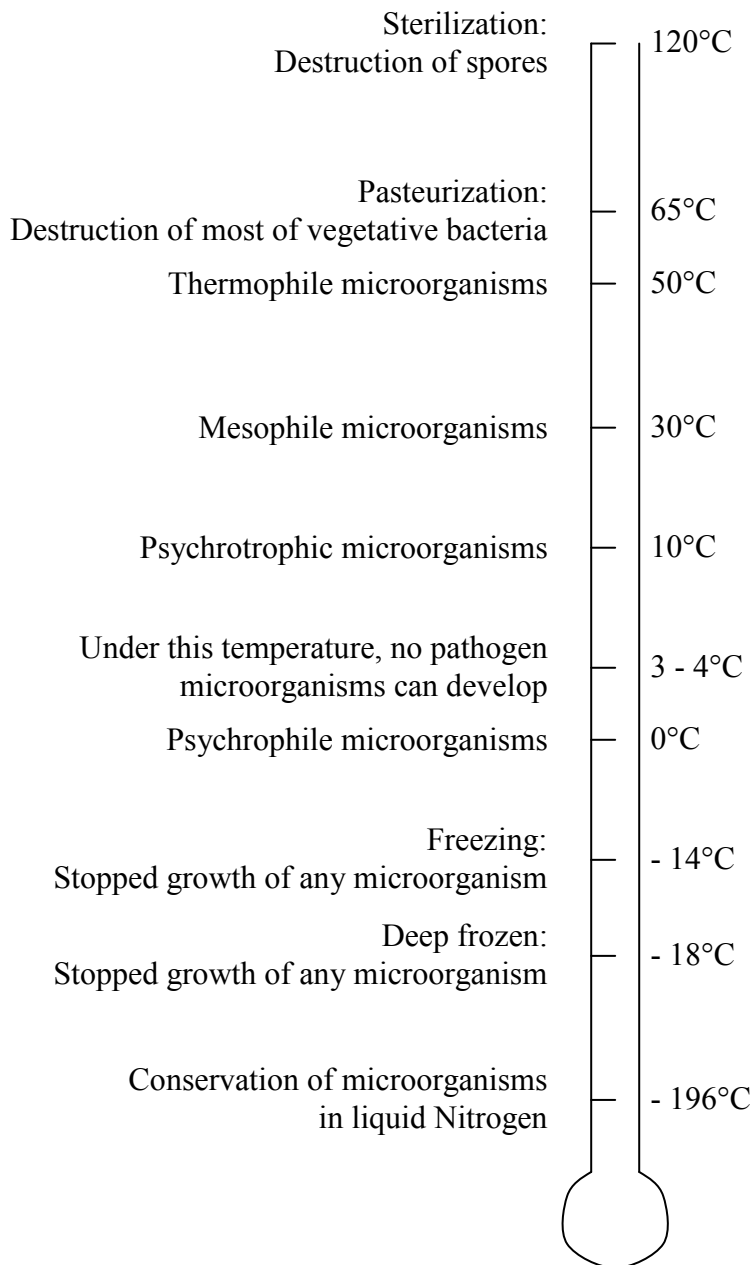 Sterilization:
Destruction of spores
120°C
Pasteurization:
Destruction of most of vegetative bacteria
65°C
Thermophile microorganisms
50°C
Mesophile microorganisms
30°C
Psychrotrophic microorganisms
10°C
Under this temperature, no pathogen
microorganisms can develop
3 - 4°C
Psychrophile microorganisms
0°C
Freezing:
Stopped growth of any microorganism
- 14°C
Deep frozen:
Stopped growth of any microorganism
- 18°C
Conservation of microorganisms
in liquid Nitrogen
- 196°C